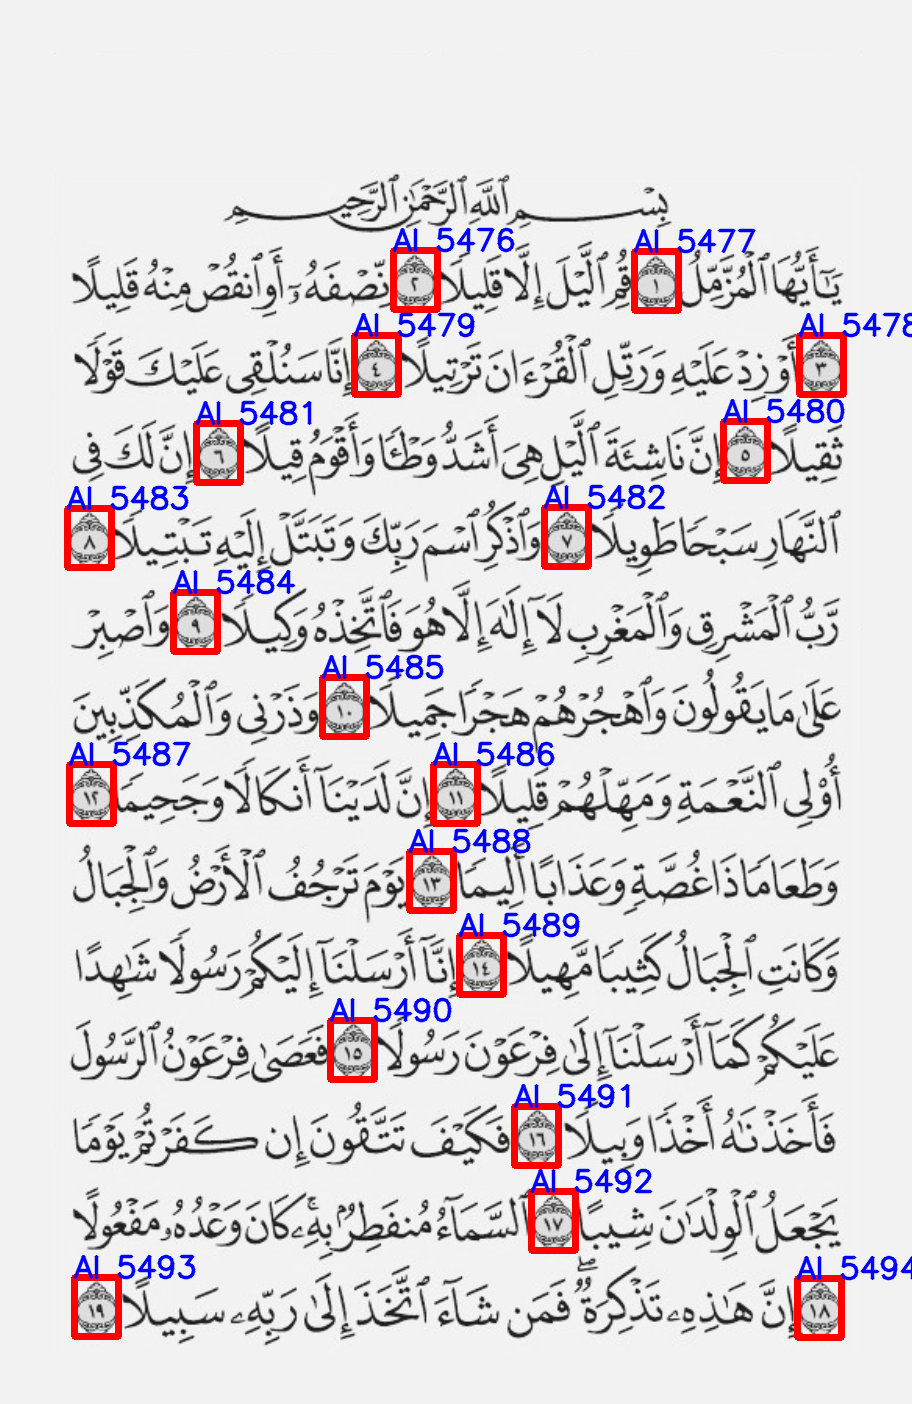 بِسْمِ ٱللَّهِ ٱلرَّحْمَـٰنِ ٱلرَّحِيمِ
AI 5476 AI 5477
يَـٰٓأَيُّهَا ٱلْمُزَّمِّلُ ١ قُمِ ٱلَّيْلَ إِلَّا قَلِيلًا ٢ نِّصْفَهُۥٓ أَوِ ٱنقُصْ مِنْهُ قَلِيلًا
AI 5479 AI 5478
٣ أَوْ زِدْ عَلَيْهِ وَرَتِّلِ ٱلْقُرْءَانَ تَرْتِيلًا ٤ إِنَّا سَنُلْقِى عَلَيْكَ قَوْلًا
AI 5481 AI 5480
ثَقِيلًا ٥ إِنَّ نَاشِئَةَ ٱلَّيْلِ هِىَ أَشَدُّ وَطْـًٔا وَأَقْوَمُ قِيلًا ٦ إِنَّ لَكَ فِى
AI 5483 AI 5482
ٱلنَّهَارِ سَبْحًا طَوِيلًا ٧ وَٱذْكُرِ ٱسْمَ رَبِّكَ وَتَبَتَّلْ إِلَيْهِ تَبْتِيلًا ٨
AI 5484
رَّبُّ ٱلْمَشْرِقِ وَٱلْمَغْرِبِ لَآ إِلَـٰهَ إِلَّا هُوَ فَٱتَّخِذْهُ وَكِيلًا ٩ وَٱصْبِرْ
AI 5485
عَلَىٰ مَا يَقُولُونَ وَٱهْجُرْهُمْ هَجْرًا جَمِيلًا ١٠ وَذَرْنِى وَٱلْمُكَذِّبِينَ
AI 5487 AI 5486
أُو۟لِى ٱلنَّعْمَةِ وَمَهِّلْهُمْ قَلِيلًا ١١ إِنَّ لَدَيْنَآ أَنكَالًا وَجَحِيمًا ١٢
AI 5488
وَطَعَامًا ذَا غُصَّةٍ وَعَذَابًا أَلِيمًا ١٣ يَوْمَ تَرْجُفُ ٱلْأَرْضُ وَٱلْجِبَالُ
AI 5489
وَكَانَتِ ٱلْجِبَالُ كَثِيبًا مَّهِيلًا ١٤ إِنَّآ أَرْسَلْنَآ إِلَيْكُمْ رَسُولًا شَـٰهِدًا
AI 5490
عَلَيْكُمْ كَمَآ أَرْسَلْنَآ إِلَىٰ فِرْعَوْنَ رَسُولًا ١٥ فَعَصَىٰ فِرْعَوْنُ ٱلرَّسُولَ
AI 5491
فَأَخَذْنَـٰهُ أَخْذًا وَبِيلًا ١٦ فَكَيْفَ تَتَّقُونَ إِن كَفَرْتُمْ يَوْمًا
AI 5492
يَجْعَلُ ٱلْوِلْدَٰنَ شِيبًا ١٧ ٱلسَّمَآءُ مُنفَطِرٌۢ بِهِۦ ۚ كَانَ وَعْدُهُۥ مَفْعُولًا
AI 5493 AI 5494
١٨ إِنَّ هَـٰذِهِۦ تَذْكِرَةٌ ۖ فَمَن شَآءَ ٱتَّخَذَ إِلَىٰ رَبِّهِۦ سَبِيلًا ١٩